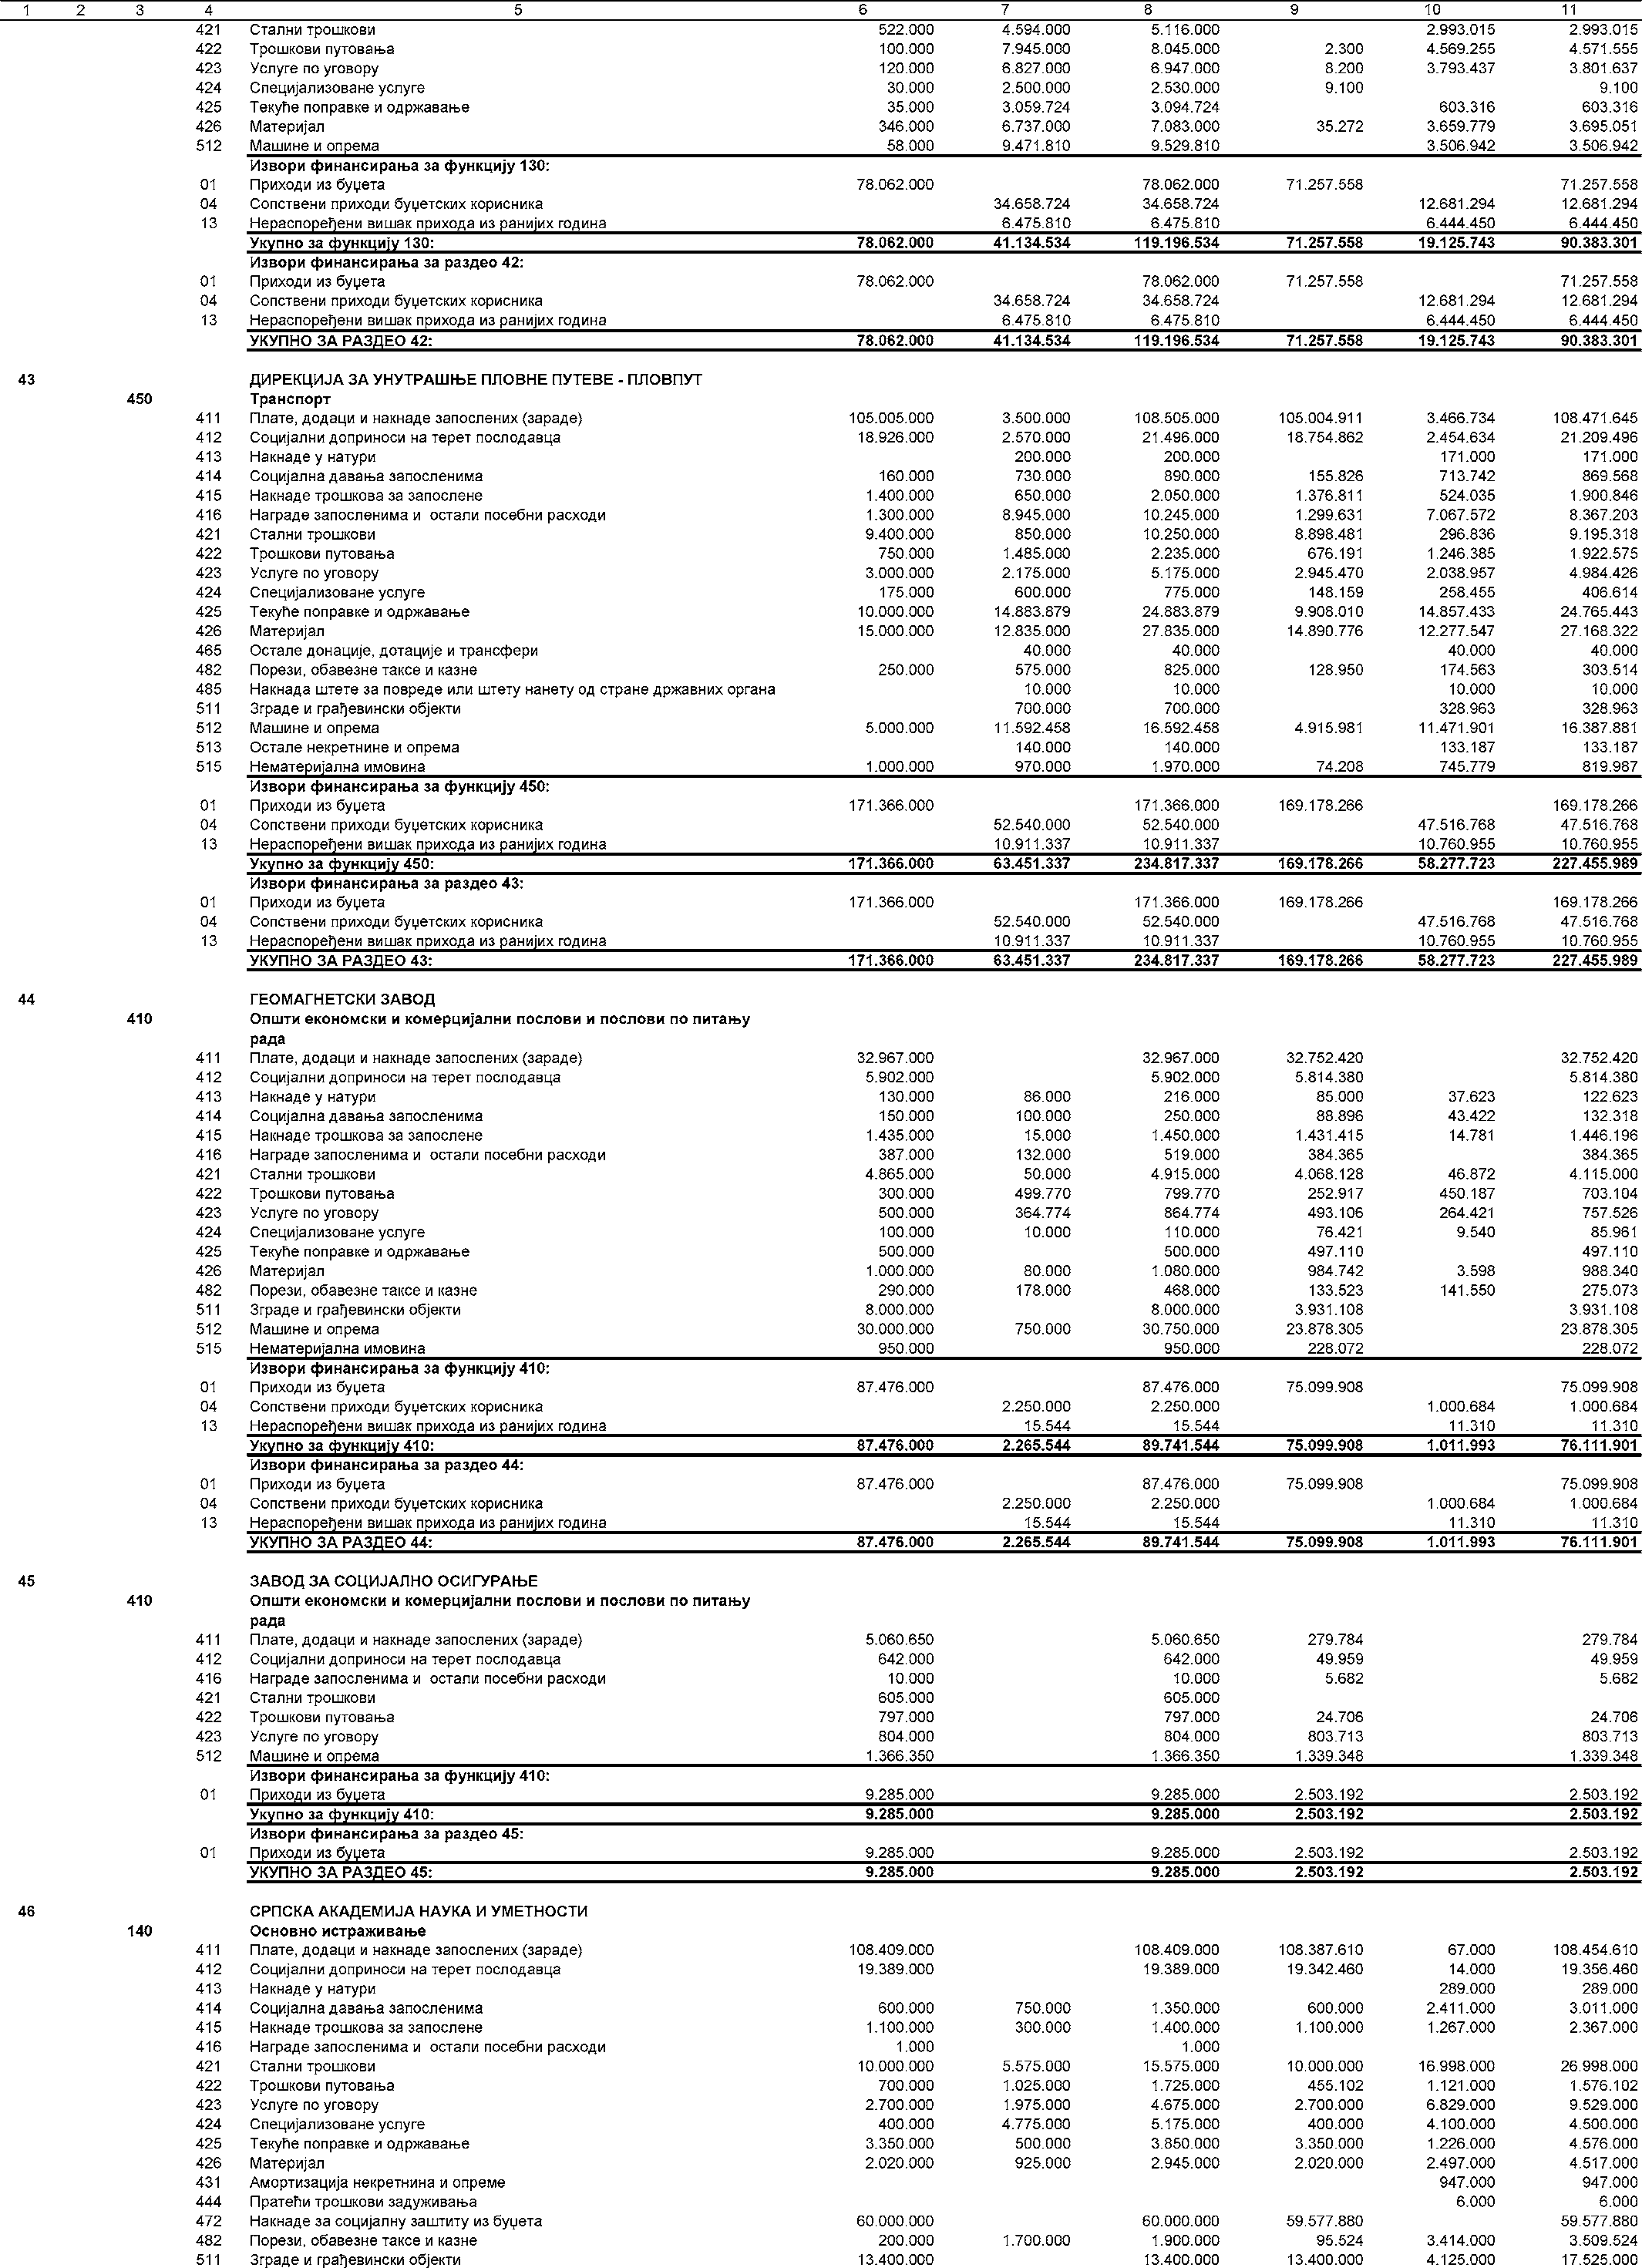 1 2 3 4 5 6 7 8 9 10 11
421 Стални трошкови 522.000 4.594.000 5.116.000 2.993.015 2.993.015
422 Трошкови путовања 100.000 7.945.000 8.045.000 2.300 4.569.255 4.571.555
423 Услуге по уговору 120.000 6.827.000 6.947.000 8.200 3.793.437 3.801.637
424 Специјализоване услуге 30.000 2.500.000 2.530.000 9.100 9.100
425 Текуће поправке и одржавање 35.000 3.059.724 3.094.724 603.316 603.316
426 Материјал 346.000 6.737.000 7.083.000 35.272 3.659.779 3.695.051
512 Машине и опрема 58.000 9.471.810 9.529.810 3.506.942 3.506.942
Извори финансирања за функцију 130:
01 Приходи из буџета 78.062.000 78.062.000 71.257.558 71.257.558
04 Сопствени приходи буџетских корисника 34.658.724 34.658.724 12.681.294 12.681.294
13 Нераспоређени вишак прихода из ранијих година 6.475.810 6.475.810 6.444.450 6.444.450
Укупно за функцију 130: 78.062.000 41.134.534 119.196.534 71.257.558 19.125.743 90.383.301
Извори финансирања за раздео 42:
01 Приходи из буџета 78.062.000 78.062.000 71.257.558 71.257.558
04 Сопствени приходи буџетских корисника 34.658.724 34.658.724 12.681.294 12.681.294
13 Нераспоређени вишак прихода из ранијих година 6.475.810 6.475.810 6.444.450 6.444.450
УКУПНО ЗА РАЗДЕО 42: 78.062.000 41.134.534 119.196.534 71.257.558 19.125.743 90.383.301
43 ДИРЕКЦИЈА ЗА УНУТРАШЊЕ ПЛОВНЕ ПУТЕВЕ - ПЛОВПУТ
450 Транспорт
411 Плате, додаци и накнаде запослених (зараде) 105.005.000 3.500.000 108.505.000 105.004.911 3.466.734 108.471.645
412 Социјални доприноси на терет послодавца 18.926.000 2.570.000 21.496.000 18.754.862 2.454.634 21.209.496
413 Накнаде у натури 200.000 200.000 171.000 171.000
414 Социјална давања запосленима 160.000 730.000 890.000 155.826 713.742 869.568
415 Накнаде трошкова за запослене 1.400.000 650.000 2.050.000 1.376.811 524.035 1.900.846
416 Награде запосленима и остали посебни расходи 1.300.000 8.945.000 10.245.000 1.299.631 7.067.572 8.367.203
421 Стални трошкови 9.400.000 850.000 10.250.000 8.898.481 296.836 9.195.318
422 Трошкови путовања 750.000 1.485.000 2.235.000 676.191 1.246.385 1.922.575
423 Услуге по уговору 3.000.000 2.175.000 5.175.000 2.945.470 2.038.957 4.984.426
424 Специјализоване услуге 175.000 600.000 775.000 148.159 258.455 406.614
425 Текуће поправке и одржавање 10.000.000 14.883.879 24.883.879 9.908.010 14.857.433 24.765.443
426 Материјал 15.000.000 12.835.000 27.835.000 14.890.776 12.277.547 27.168.322
465 Остале донације, дотације и трансфери 40.000 40.000 40.000 40.000
482 Порези, обавезне таксе и казне 250.000 575.000 825.000 128.950 174.563 303.514
485 Накнада штете за повреде или штету нанету од стране државних органа 10.000 10.000 10.000 10.000
511 Зграде и грађевински објекти 700.000 700.000 328.963 328.963
512 Машине и опрема 5.000.000 11.592.458 16.592.458 4.915.981 11.471.901 16.387.881
513 Остале некретнине и опрема 140.000 140.000 133.187 133.187
515 Нематеријална имовина 1.000.000 970.000 1.970.000 74.208 745.779 819.987
Извори финансирања за функцију 450:
01 Приходи из буџета 171.366.000 171.366.000 169.178.266 169.178.266
04 Сопствени приходи буџетских корисника 52.540.000 52.540.000 47.516.768 47.516.768
13 Нераспоређени вишак прихода из ранијих година 10.911.337 10.911.337 10.760.955 10.760.955
Укупно за функцију 450: 171.366.000 63.451.337 234.817.337 169.178.266 58.277.723 227.455.989
Извори финансирања за раздео 43:
01 Приходи из буџета 171.366.000 171.366.000 169.178.266 169.178.266
04 Сопствени приходи буџетских корисника 52.540.000 52.540.000 47.516.768 47.516.768
13 Нераспоређени вишак прихода из ранијих година 10.911.337 10.911.337 10.760.955 10.760.955
УКУПНО ЗА РАЗДЕО 43: 171.366.000 63.451.337 234.817.337 169.178.266 58.277.723 227.455.989
44 ГЕОМАГНЕТСКИ ЗАВОД
410 Општи економски и комерцијални послови и послови по питању
рада
411 Плате, додаци и накнаде запослених (зараде) 32.967.000 32.967.000 32.752.420 32.752.420
412 Социјални доприноси на терет послодавца 5.902.000 5.902.000 5.814.380 5.814.380
413 Накнаде у натури 130.000 86.000 216.000 85.000 37.623 122.623
414 Социјална давања запосленима 150.000 100.000 250.000 88.896 43.422 132.318
415 Накнаде трошкова за запослене 1.435.000 15.000 1.450.000 1.431.415 14.781 1.446.196
416 Награде запосленима и остали посебни расходи 387.000 132.000 519.000 384.365 384.365
421 Стални трошкови 4.865.000 50.000 4.915.000 4.068.128 46.872 4.115.000
422 Трошкови путовања 300.000 499.770 799.770 252.917 450.187 703.104
423 Услуге по уговору 500.000 364.774 864.774 493.106 264.421 757.526
424 Специјализоване услуге 100.000 10.000 110.000 76.421 9.540 85.961
425 Текуће поправке и одржавање 500.000 500.000 497.110 497.110
426 Материјал 1.000.000 80.000 1.080.000 984.742 3.598 988.340
482 Порези, обавезне таксе и казне 290.000 178.000 468.000 133.523 141.550 275.073
511 Зграде и грађевински објекти 8.000.000 8.000.000 3.931.108 3.931.108
512 Машине и опрема 30.000.000 750.000 30.750.000 23.878.305 23.878.305
515 Нематеријална имовина 950.000 950.000 228.072 228.072
Извори финансирања за функцију 410:
01 Приходи из буџета 87.476.000 87.476.000 75.099.908 75.099.908
04 Сопствени приходи буџетских корисника 2.250.000 2.250.000 1.000.684 1.000.684
13 Нераспоређени вишак прихода из ранијих година 15.544 15.544 11.310 11.310
Укупно за функцију 410: 87.476.000 2.265.544 89.741.544 75.099.908 1.011.993 76.111.901
Извори финансирања за раздео 44:
01 Приходи из буџета 87.476.000 87.476.000 75.099.908 75.099.908
04 Сопствени приходи буџетских корисника 2.250.000 2.250.000 1.000.684 1.000.684
13 Нераспоређени вишак прихода из ранијих година 15.544 15.544 11.310 11.310
УКУПНО ЗА РАЗДЕО 44: 87.476.000 2.265.544 89.741.544 75.099.908 1.011.993 76.111.901
45 ЗАВОД ЗА СОЦИЈАЛНО ОСИГУРАЊЕ
410 Општи економски и комерцијални послови и послови по питању
рада
411 Плате, додаци и накнаде запослених (зараде) 5.060.650 5.060.650 279.784 279.784
412 Социјални доприноси на терет послодавца 642.000 642.000 49.959 49.959
416 Награде запосленима и остали посебни расходи 10.000 10.000 5.682 5.682
421 Стални трошкови 605.000 605.000
422 Трошкови путовања 797.000 797.000 24.706 24.706
423 Услуге по уговору 804.000 804.000 803.713 803.713
512 Машине и опрема 1.366.350 1.366.350 1.339.348 1.339.348
Извори финансирања за функцију 410:
01 Приходи из буџета 9.285.000 9.285.000 2.503.192 2.503.192
Укупно за функцију 410: 9.285.000 9.285.000 2.503.192 2.503.192
Извори финансирања за раздео 45:
01 Приходи из буџета 9.285.000 9.285.000 2.503.192 2.503.192
УКУПНО ЗА РАЗДЕО 45: 9.285.000 9.285.000 2.503.192 2.503.192
46 СРПСКА АКАДЕМИЈА НАУКА И УМЕТНОСТИ
140 Основно истраживање
411 Плате, додаци и накнаде запослених (зараде) 108.409.000 108.409.000 108.387.610 67.000 108.454.610
412 Социјални доприноси на терет послодавца 19.389.000 19.389.000 19.342.460 14.000 19.356.460
413 Накнаде у натури 289.000 289.000
414 Социјална давања запосленима 600.000 750.000 1.350.000 600.000 2.411.000 3.011.000
415 Накнаде трошкова за запослене 1.100.000 300.000 1.400.000 1.100.000 1.267.000 2.367.000
416 Награде запосленима и остали посебни расходи 1.000 1.000
421 Стални трошкови 10.000.000 5.575.000 15.575.000 10.000.000 16.998.000 26.998.000
422 Трошкови путовања 700.000 1.025.000 1.725.000 455.102 1.121.000 1.576.102
423 Услуге по уговору 2.700.000 1.975.000 4.675.000 2.700.000 6.829.000 9.529.000
424 Специјализоване услуге 400.000 4.775.000 5.175.000 400.000 4.100.000 4.500.000
425 Текуће поправке и одржавање 3.350.000 500.000 3.850.000 3.350.000 1.226.000 4.576.000
426 Материјал 2.020.000 925.000 2.945.000 2.020.000 2.497.000 4.517.000
431 Амортизација некретнина и опреме 947.000 947.000
444 Пратећи трошкови задуживања 6.000 6.000
472 Накнаде за социјалну заштиту из буџета 60.000.000 60.000.000 59.577.880 59.577.880
482 Порези, обавезне таксе и казне 200.000 1.700.000 1.900.000 95.524 3.414.000 3.509.524
511 Зграде и грађевински објекти 13.400.000 13.400.000 13.400.000 4.125.000 17.525.000